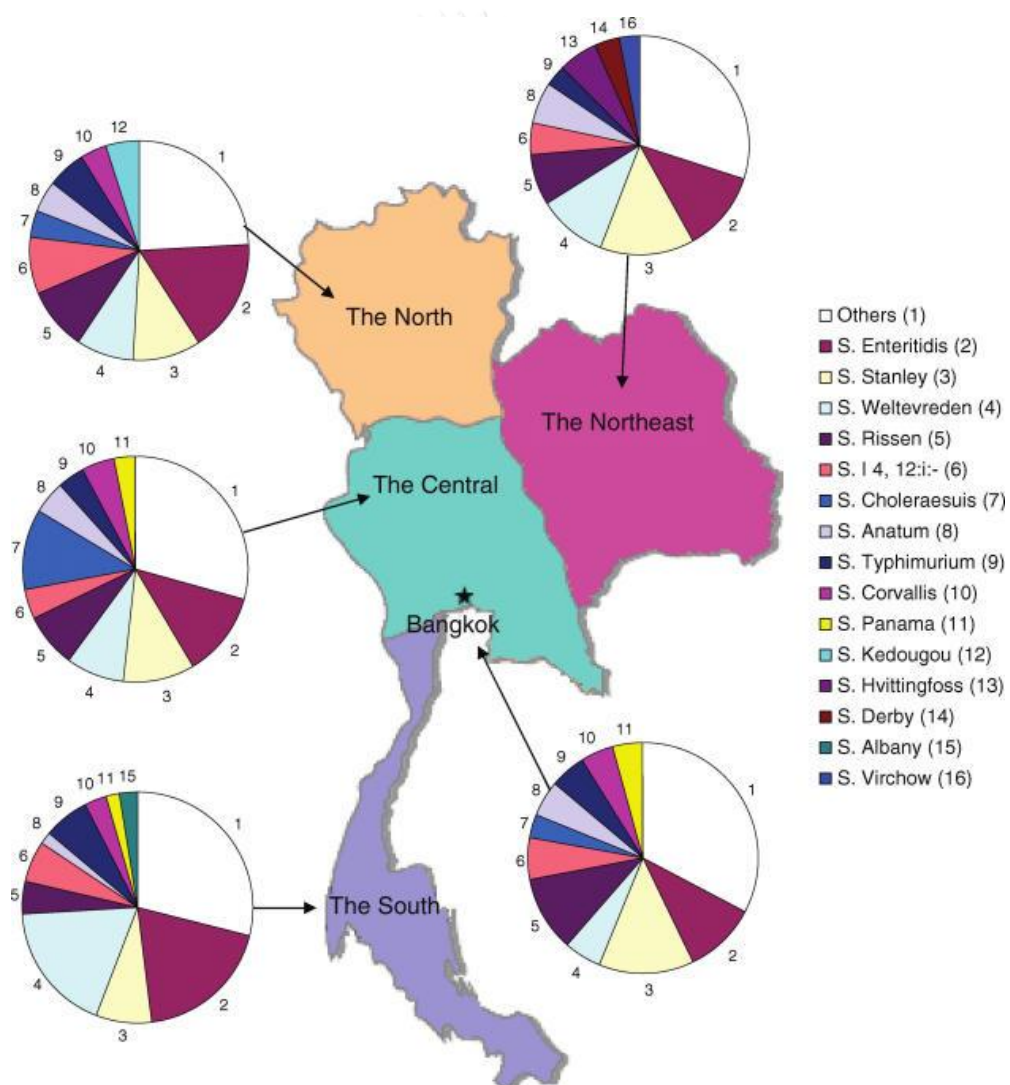 16
14
13
9
1
8
6
5
2
4
3
12
10
9
1
8
7
6
2
5
4
3
The North
Others (1)
S. Enteritidis (2)
S. Stanley (3)
S. Weltevreden (4)
S. Rissen (5)
S. I 4, 12:i:- (6)
S. Choleraesuis (7)
S. Anatum (8)
S. Typhimurium (9)
S. Corvallis (10)
S. Panama (11)
S. Kedougou (12)
S. Hvittingfoss (13)
S. Derby (14)
S. Albany (15)
S. Virchow (16)
The Northeast
The Central
11
10
9
1
8
7
6
5
2
4
3
Bangkok
11
10
9
1
8
7
6
5
2
4
3
15
11
10
9
1
8
6
5
4
2
3
The South